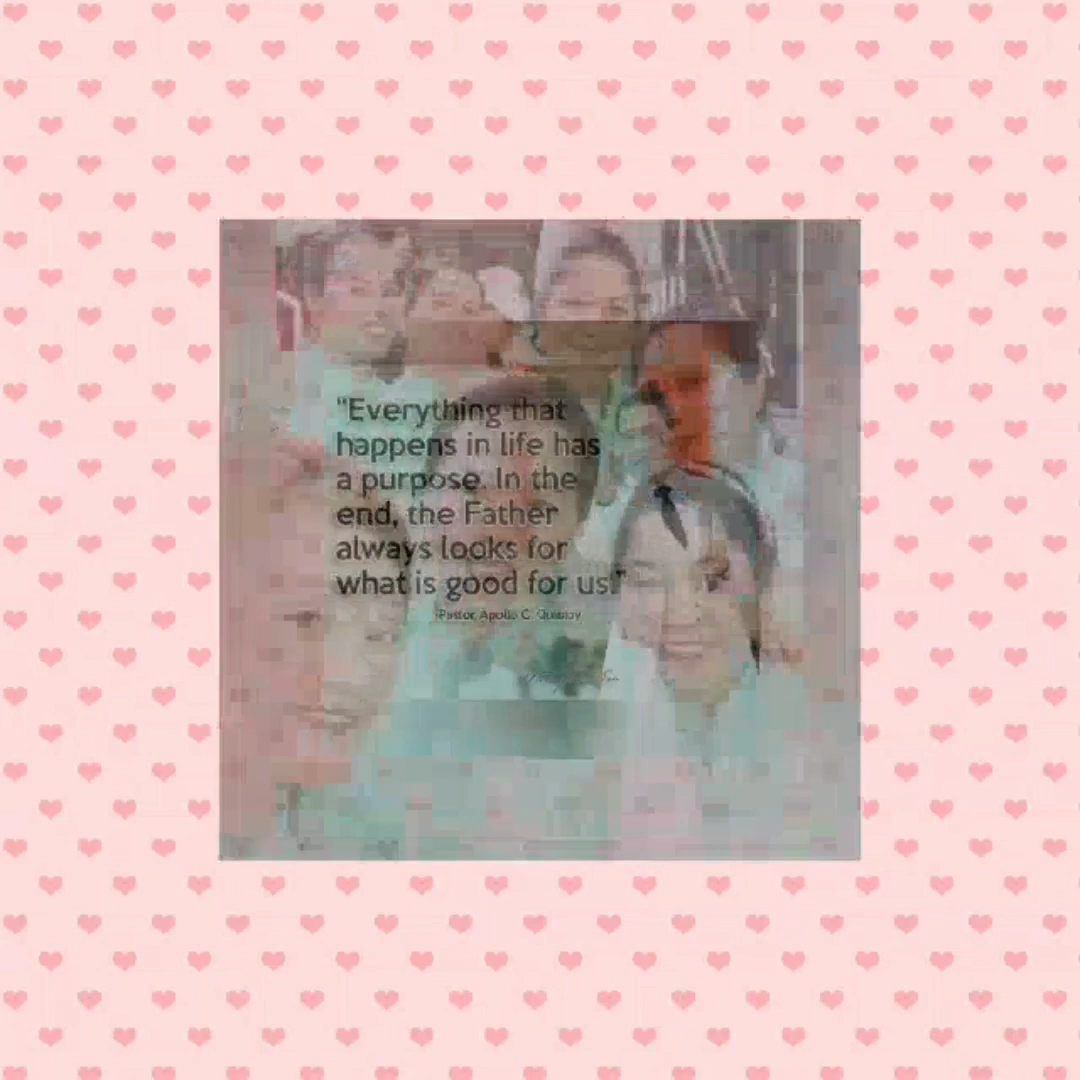 "Everything that
happens in life has
a purpose. In the
end, the Father
always looks for
what is good for us!"
Pastor Apollo C. Quiboloy